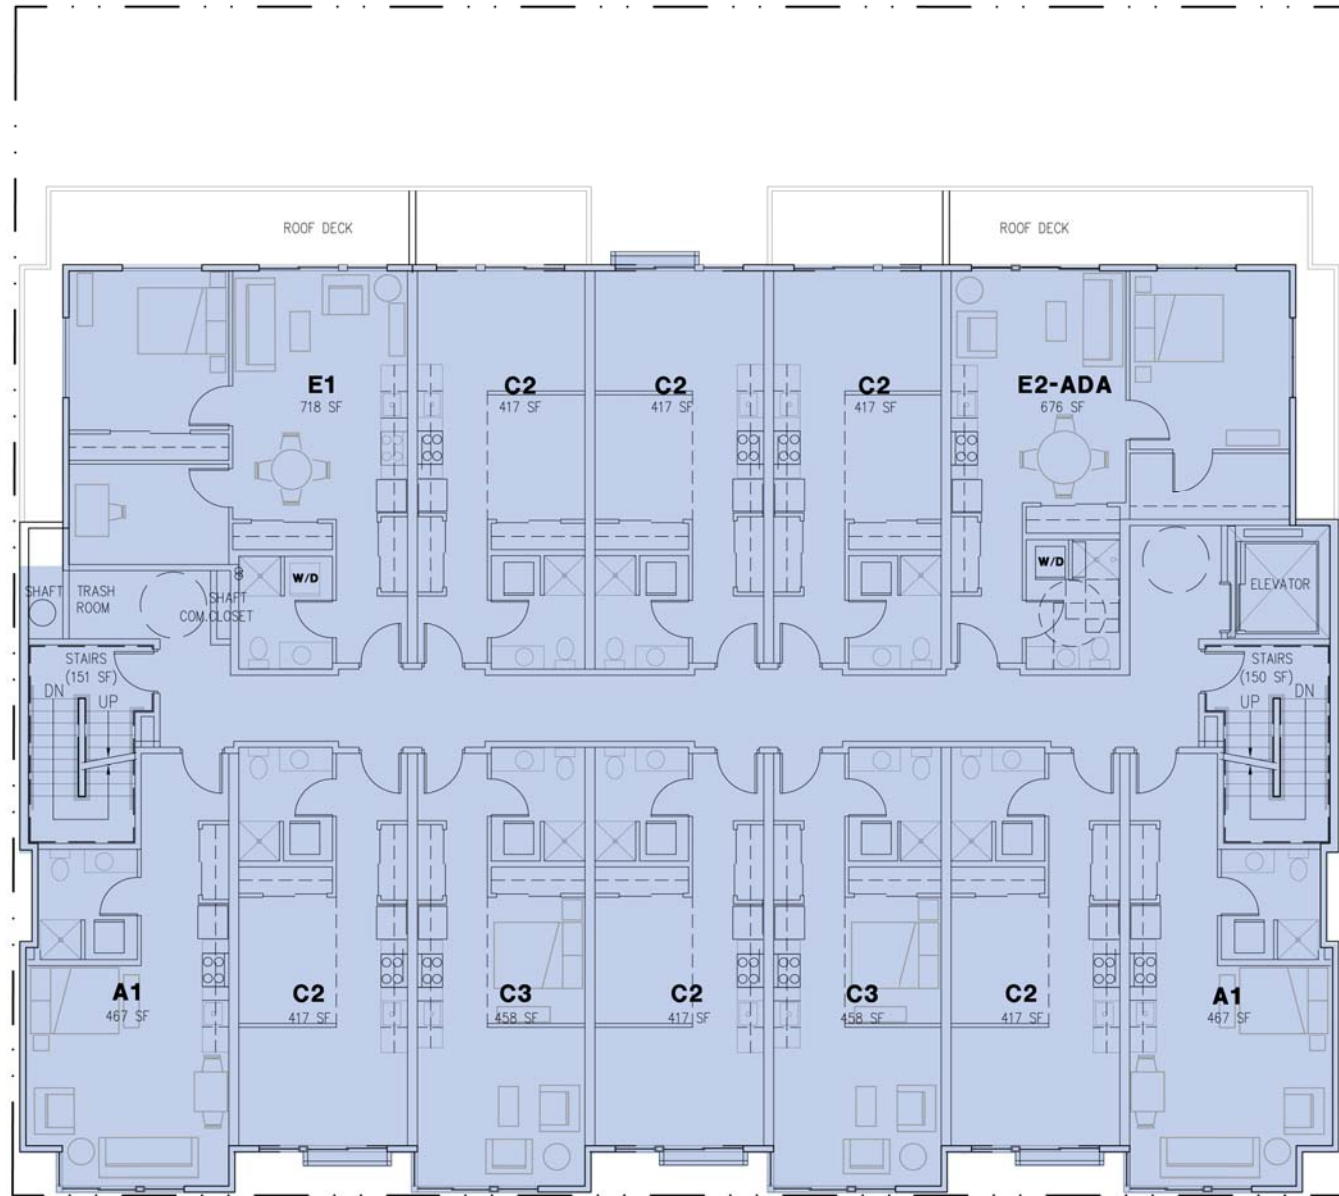 ROOF DECK
ROOF DECK
E1
718 SF
C2
417 SF
C2
417 SF
C2
417 SF
E2-ADA
676 SF
W/D
W/D
SHAFT
TRASH
ROOM
SHAFT
COM.CLOSET
ELEVATOR
STAIRS
(151 SF)
DN
UP
STAIRS
(150 SF)
UP
DN
A1
467 SF
C2
417 SF
C3
458 SF
C2
417 SF
C3
458 SF
C2
417 SF
A1
467 SF